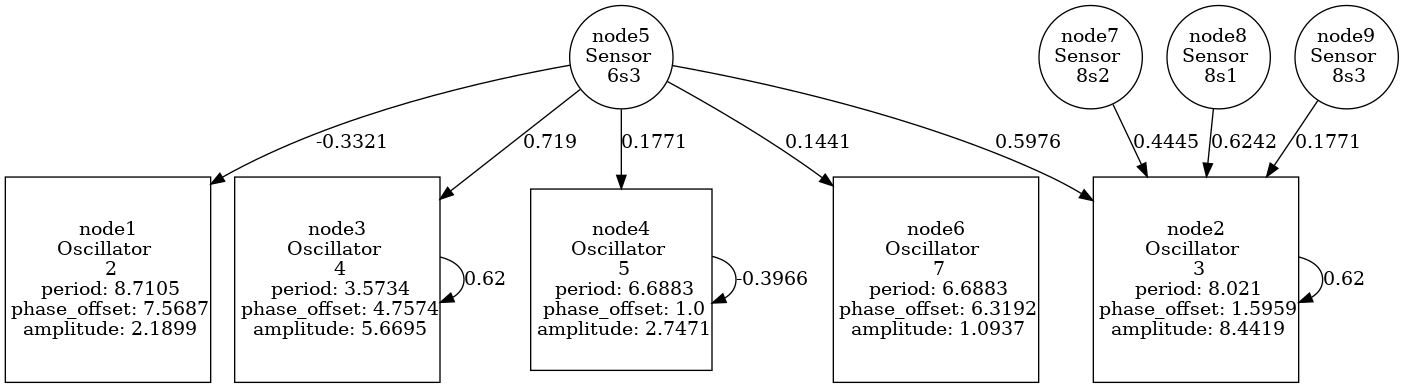 node5
Sensor
6s3
node7
Sensor
8s2
node8
Sensor
8s1
node9
Sensor
8s3
-0.3321
0.719
0.1771
0.1441
0.5976
0.4445
0.6242
0.1771
node1
Oscillator
2
period: 8.7105
phase_offset: 7.5687
amplitude: 2.1899
node3
Oscillator
4
period: 3.5734
phase_offset: 4.7574
amplitude: 5.6695
0.62
node4
Oscillator
5
period: 6.6883
phase_offset: 1.0
amplitude: 2.7471
-0.3966
node6
Oscillator
7
period: 6.6883
phase_offset: 6.3192
amplitude: 1.0937
node2
Oscillator
3
period: 8.021
phase_offset: 1.5959
amplitude: 8.4419
0.62